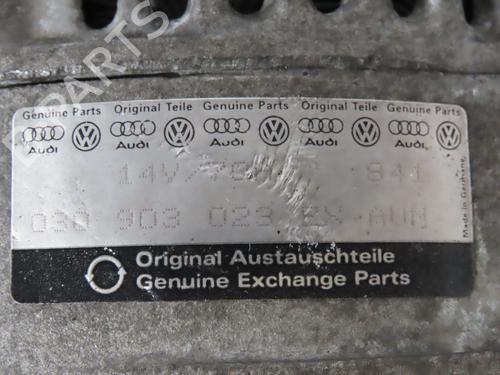 Genuine Parts Original Teile Genuine Parts Original Teile Genuine Parts
Audi Audi Audi Audi Audi
14V/ 841
030 903 023
Made in Germany
Original Austauschteile
Genuine Exchange Parts